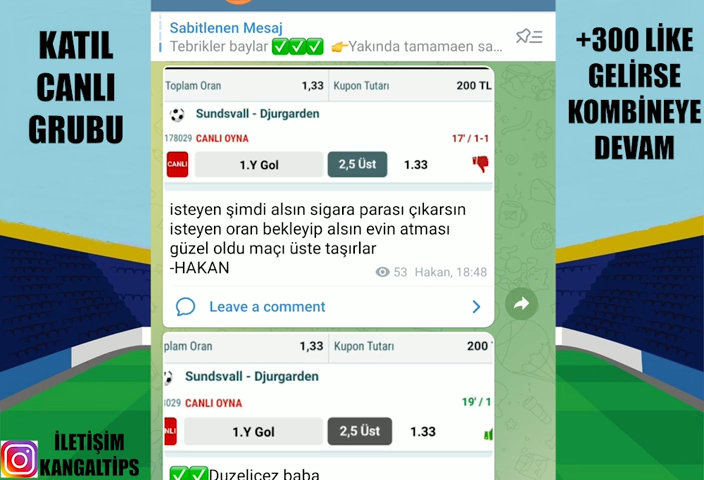 KATIL
CANLI
GRUBU
+300 LİKE
GELİRSE
KOMBİNEYE
DEVAM
Sabitlenen Mesaj
Tebrikler baylar ✅✅✅ 👉Yakında tamamaen sa...
Toplam Oran 1,33 Kupon Tutarı 200 TL
Sundsvall - Djurgarden
178029 CANLI OYNA 17' / 1-1
CANLI 1.Y Gol 2,5 Üst 1.33
isteyen şimdi alsın sigara parası çıkarsın
isteyen oran bekleyip alsın evin atması
güzel oldu maçı üste taşırlar
-HAKAN
53 Hakan, 18:48
Leave a comment
plam Oran 1,33 Kupon Tutarı 200
Sundsvall - Djurgarden
029 CANLI OYNA 19' / 1
NLI 1.Y Gol 2,5 Üst 1.33
✅✅Duzelicez baba
İLETİŞİM
KANGALTİPS